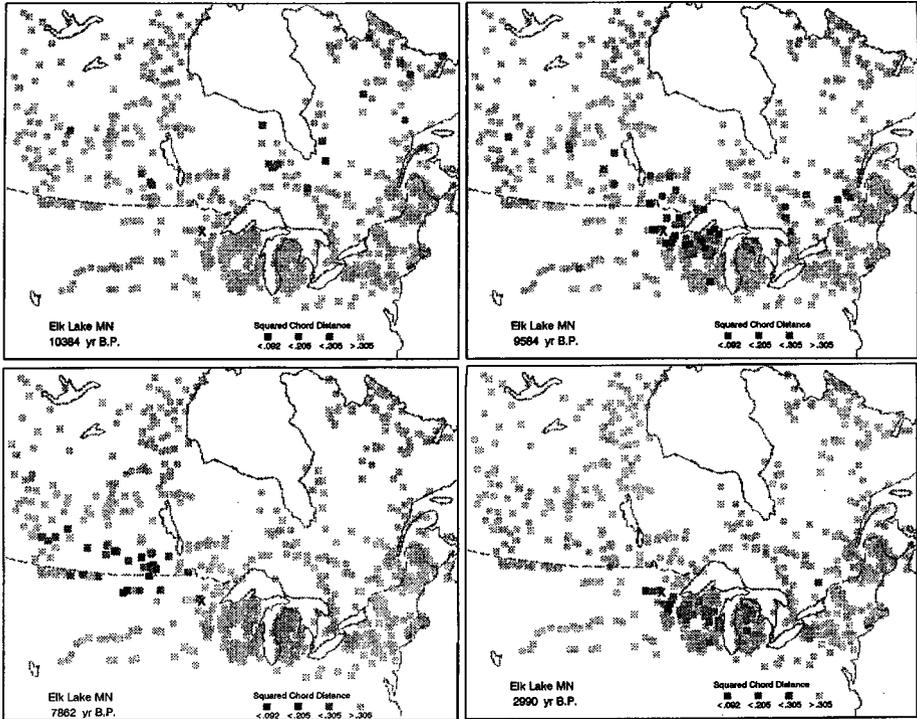 Elk Lake MN
10384 yr B.P.
Squared Chord Distance
<.092 <.205 <.305 >.305
X
Elk Lake MN
9584 yr B.P.
Squared Chord Distance
<.092 <.205 <.305 >.305
X
Elk Lake MN
7862 yr B.P.
Squared Chord Distance
<.092 <.205 <.305 >.305
X
Elk Lake MN
2990 yr B.P.
Squared Chord Distance
<.092 <.205 <.305 >.305
X